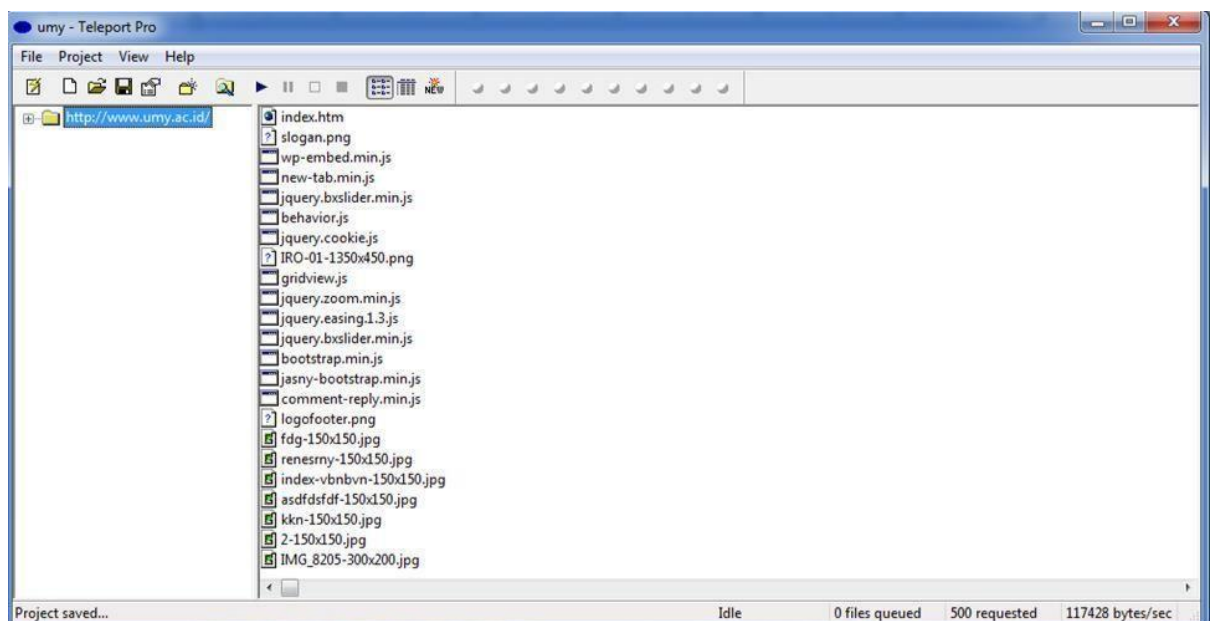 umy - Teleport Pro
File Project View Help
NEW
http://www.umy.ac.id/
index.htm
slogan.png
wp-embed.min.js
new-tab.min.js
jquery.bxslider.min.js
behavior.js
jquery.cookie.js
IRO-01-1350x450.png
gridview.js
jquery.zoom.min.js
jquery.easing.1.3.js
jquery.bxslider.min.js
bootstrap.min.js
jasny-bootstrap.min.js
comment-reply.min.js
logofooter.png
fdg-150x150.jpg
renesrny-150x150.jpg
index-vbnbvn-150x150.jpg
asdfdsfdf-150x150.jpg
kkn-150x150.jpg
2-150x150.jpg
IMG_8205-300x200.jpg
Project saved... Idle 0 files queued 500 requested 117428 bytes/sec